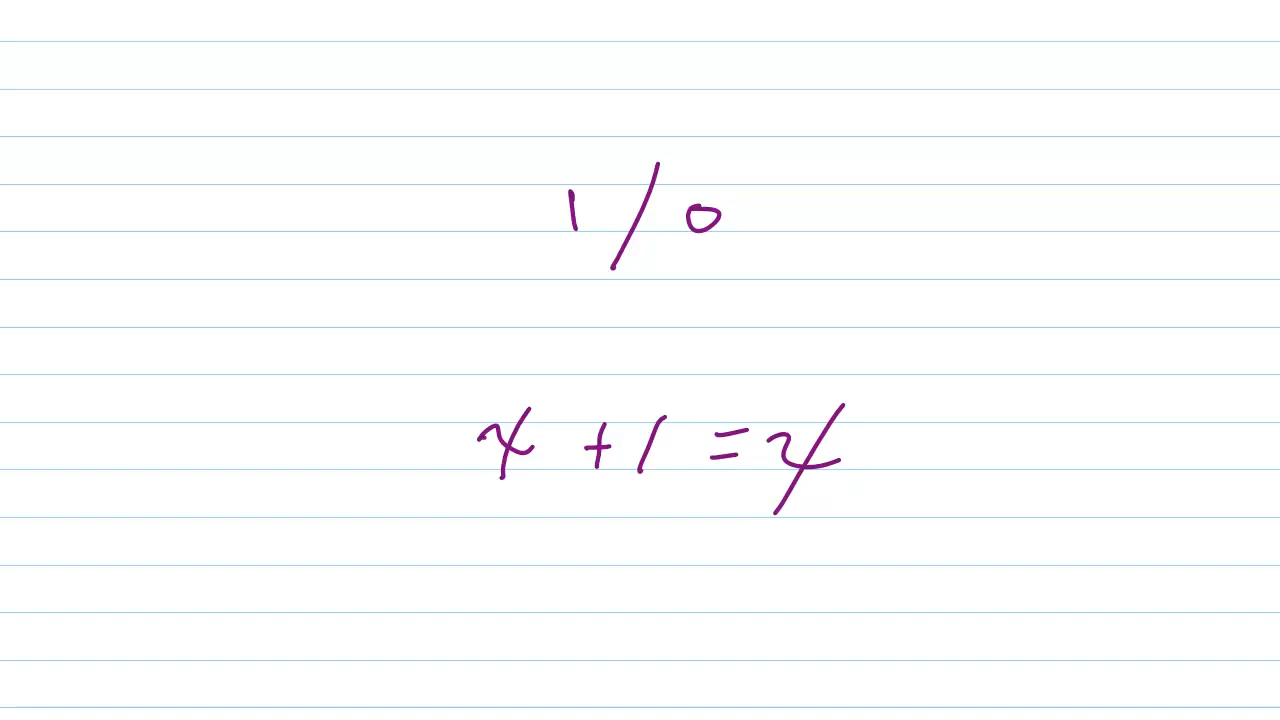 1/0
x + 1 = x